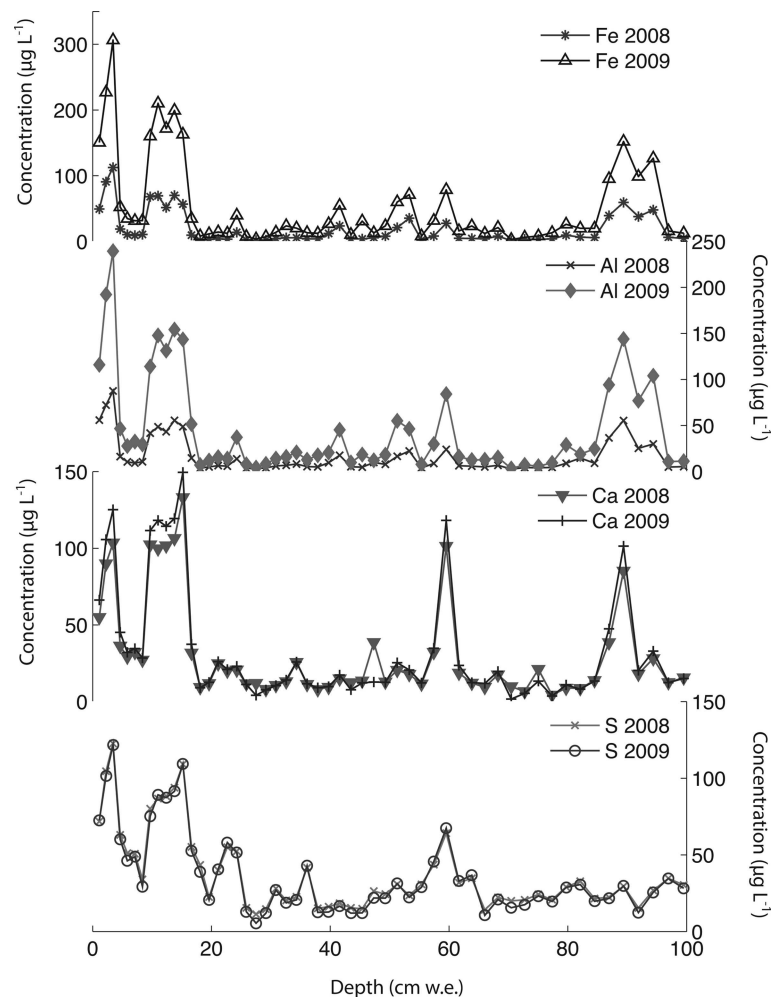 Fe 2008
Fe 2009
Concentration (µg L⁻¹)
300
200
100
0
Al 2008
Al 2009
Concentration (µg L⁻¹)
250
200
150
100
50
0
Ca 2008
Ca 2009
Concentration (µg L⁻¹)
150
100
50
0
S 2008
S 2009
Concentration (µg L⁻¹)
150
100
50
0
0 20 40 60 80 100
Depth (cm w.e.)